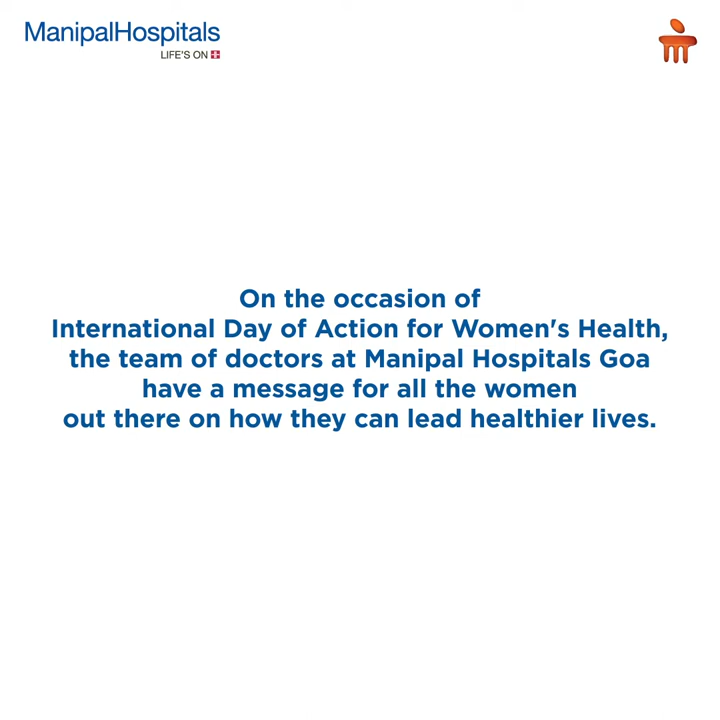 ManipalHospitals
LIFE'S ON
On the occasion of
International Day of Action for Women's Health,
the team of doctors at Manipal Hospitals Goa
have a message for all the women
out there on how they can lead healthier lives.